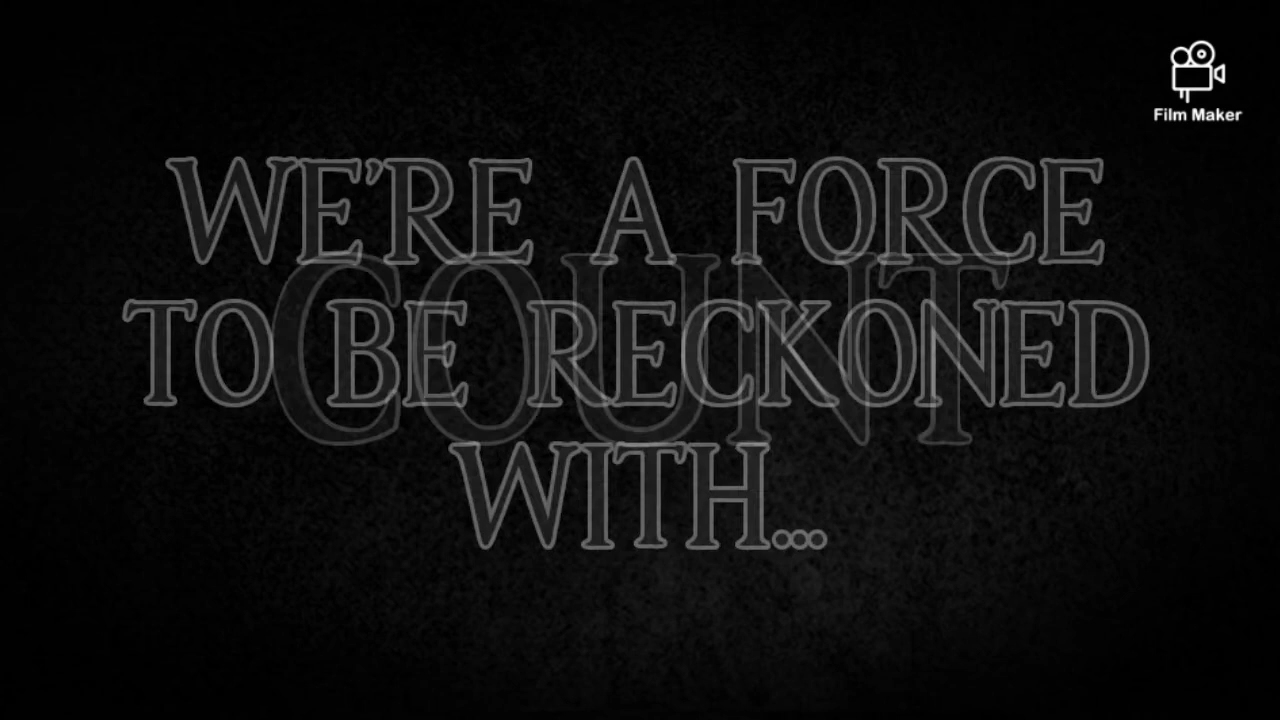 Film Maker
WE'RE A FORCE
COUNT
TO BE RECKONED
WITH...